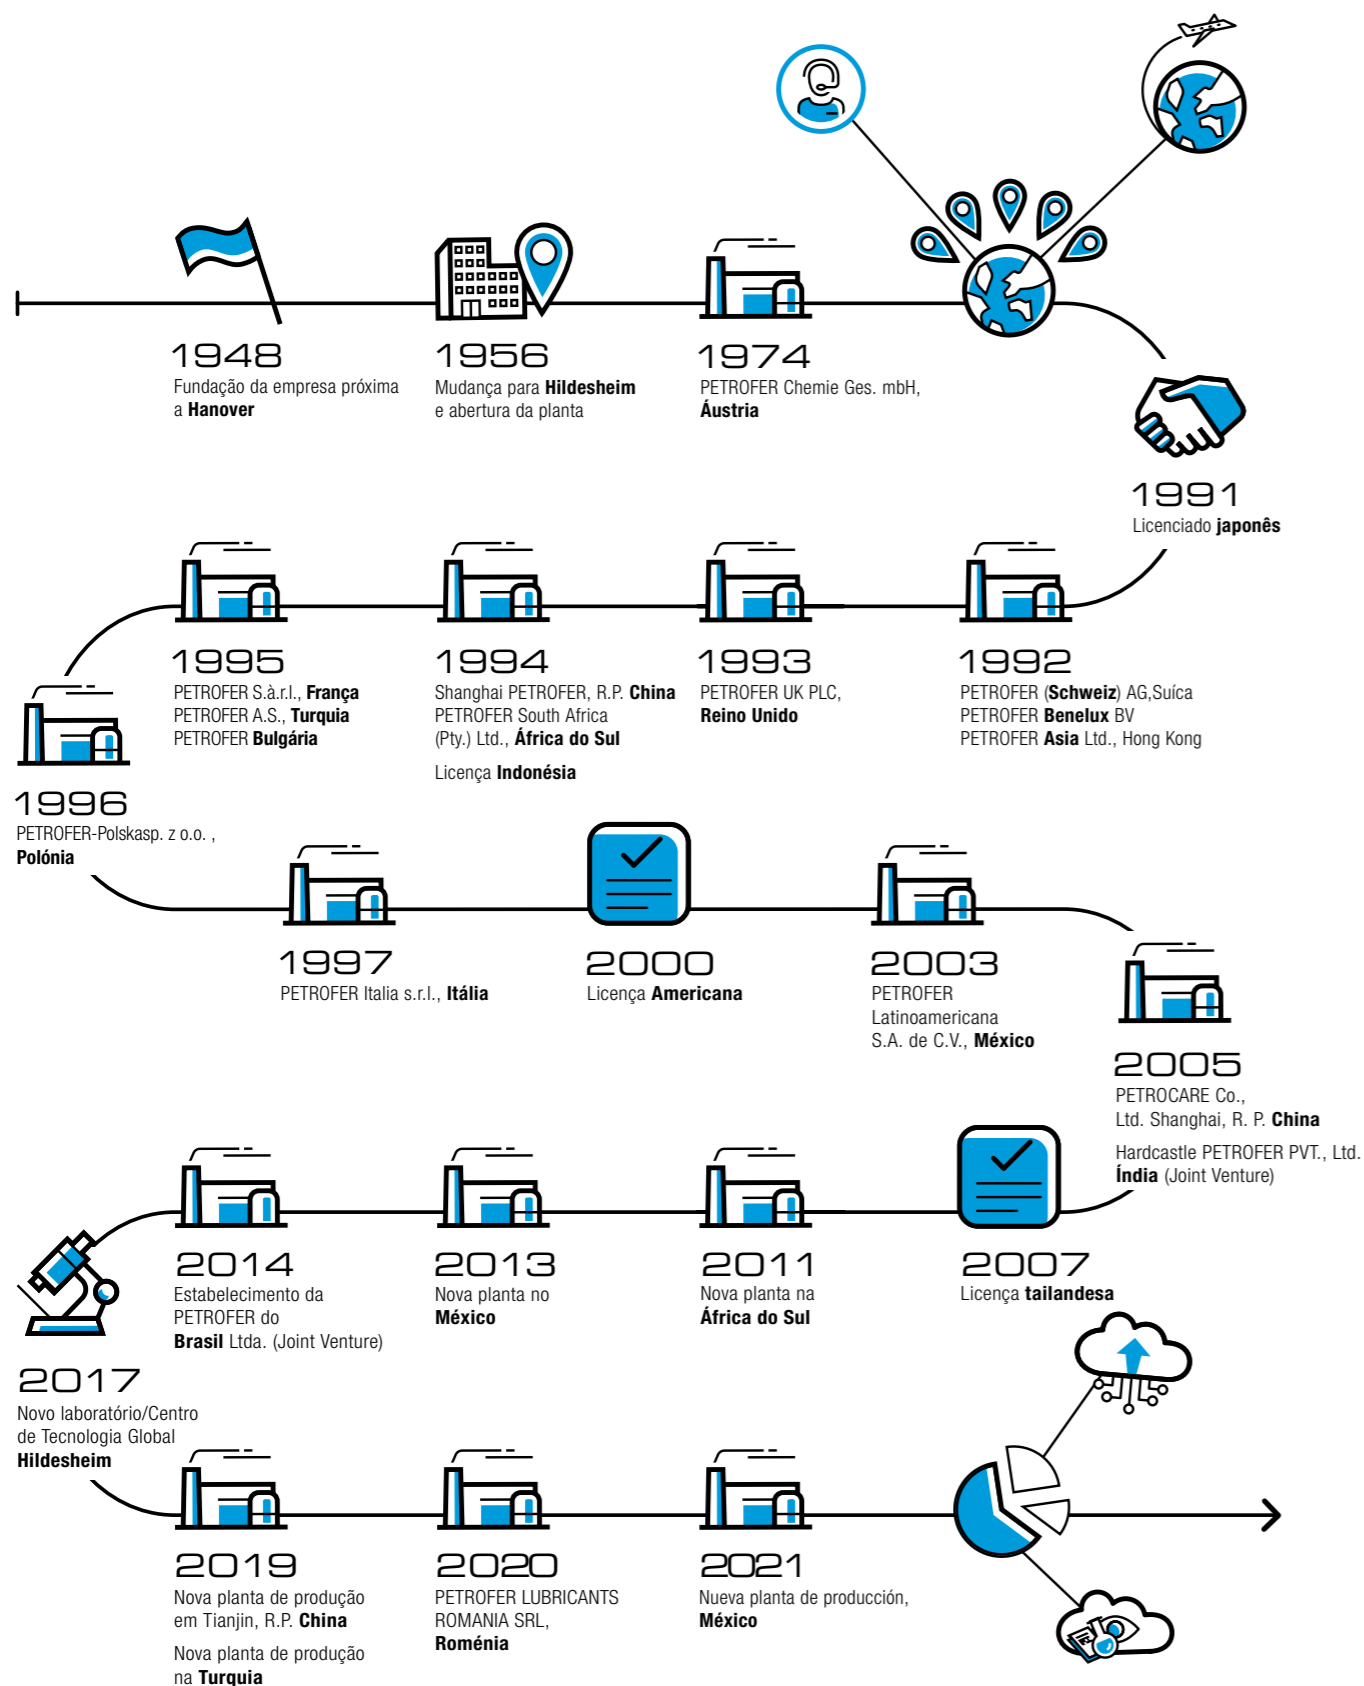 1948
Fundação da empresa próxima
a Hanover
1956
Mudança para Hildesheim
e abertura da planta
1974
PETROFER Chemie Ges. mbH,
Áustria
1991
Licenciado japonês
1992
PETROFER (Schweiz) AG,Suíca
PETROFER Benelux BV
PETROFER Asia Ltd., Hong Kong
1993
PETROFER UK PLC,
Reino Unido
1994
Shanghai PETROFER, R.P. China
PETROFER South Africa
(Pty.) Ltd., África do Sul
Licença Indonésia
1995
PETROFER S.à.r.l., França
PETROFER A.S., Turquia
PETROFER Bulgária
1996
PETROFER-Polskasp. z o.o. ,
Polónia
1997
PETROFER Italia s.r.l., Itália
2000
Licença Americana
2003
PETROFER
Latinoamericana
S.A. de C.V., México
2005
PETROCARE Co.,
Ltd. Shanghai, R. P. China
Hardcastle PETROFER PVT., Ltd.
Índia (Joint Venture)
2007
Licença tailandesa
2011
Nova planta na
África do Sul
2013
Nova planta no
México
2014
Estabelecimento da
PETROFER do
Brasil Ltda. (Joint Venture)
2017
Novo laboratório/Centro
de Tecnologia Global
Hildesheim
2019
Nova planta de produção
em Tianjin, R.P. China
Nova planta de produção
na Turquia
2020
PETROFER LUBRICANTS
ROMANIA SRL,
Roménia
2021
Nueva planta de producción,
México